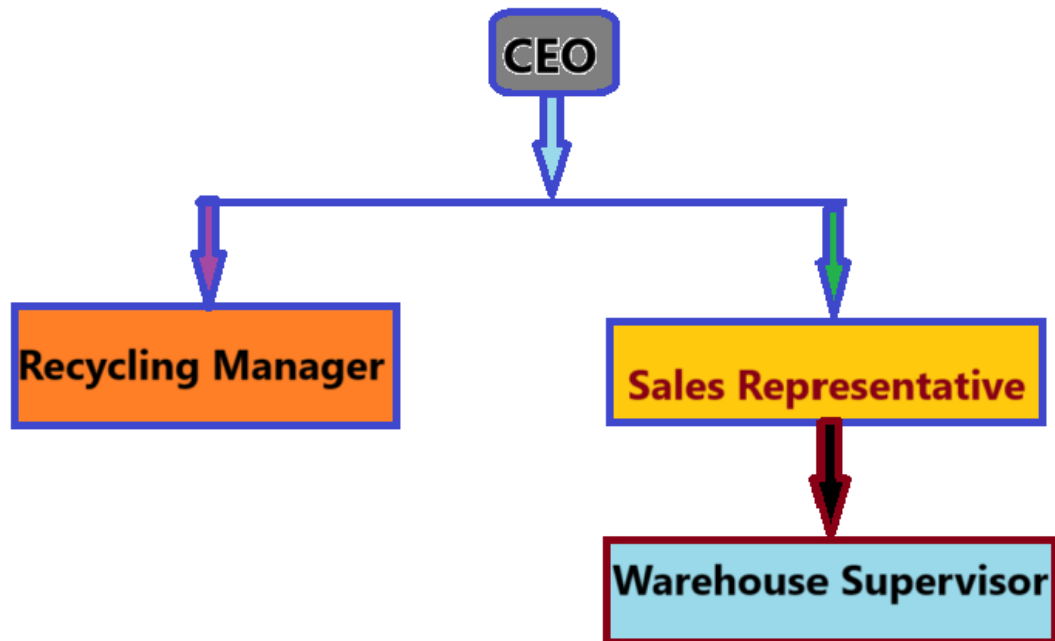 CEO
Recycling Manager
Sales Representative
Warehouse Supervisor